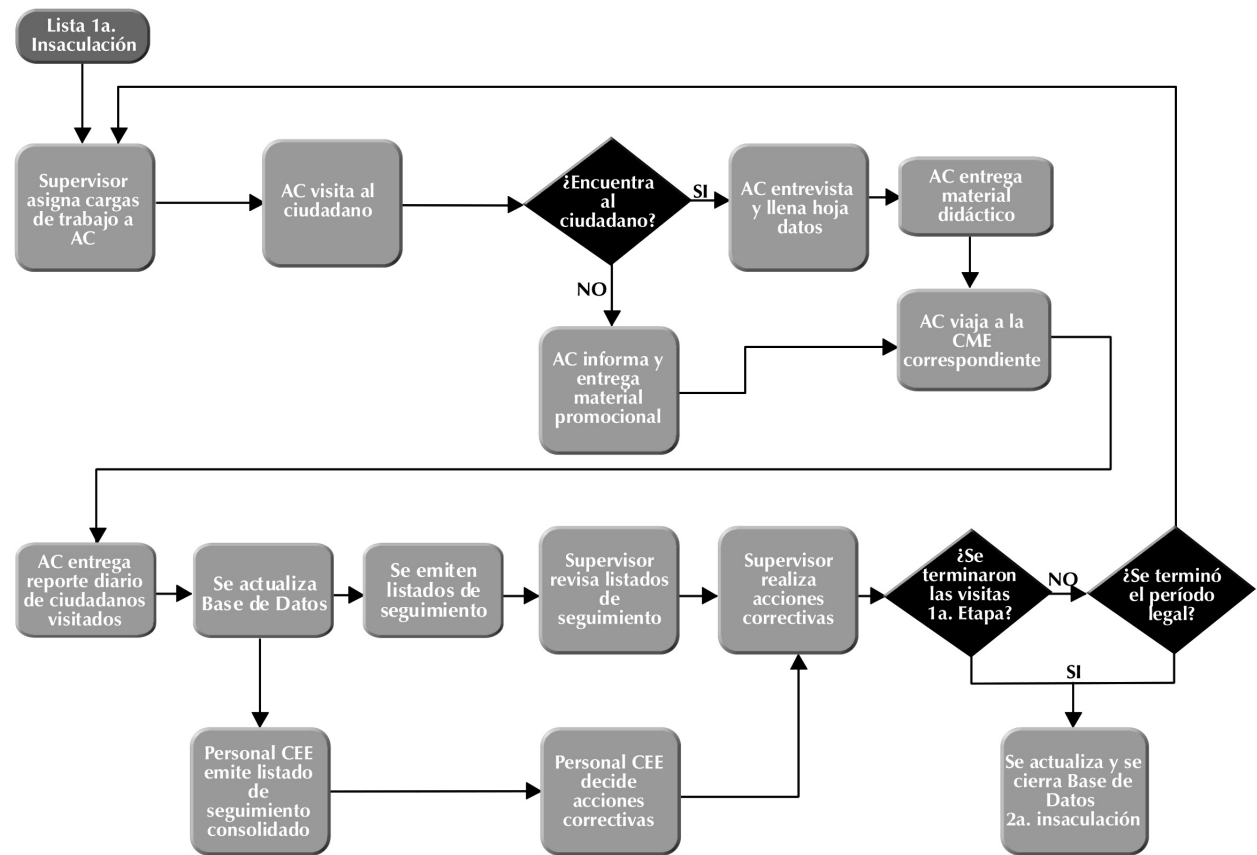 Lista 1a.
Insaculación
Supervisor
asigna cargas
de trabajo a
AC
AC visita al
ciudadano
¿Encuentra
al
ciudadano?
SI
AC entrevista
y llena hoja
datos
AC entrega
material
didáctico
NO
AC informa y
entrega
material
promocional
AC viaja a la
CME
correspondiente
AC entrega
reporte diario
de ciudadanos
visitados
Se actualiza
Base de Datos
Se emiten
listados de
seguimiento
Supervisor
revisa listados
de
seguimiento
Supervisor
realiza
acciones
correctivas
¿Se
terminaron
las visitas
1a. Etapa?
NO
¿Se terminó
el período
legal?
SI
Personal CEE
emite listado
de
seguimiento
consolidado
Personal CEE
decide
acciones
correctivas
Se actualiza y se
cierra Base de
Datos
2a. insaculación